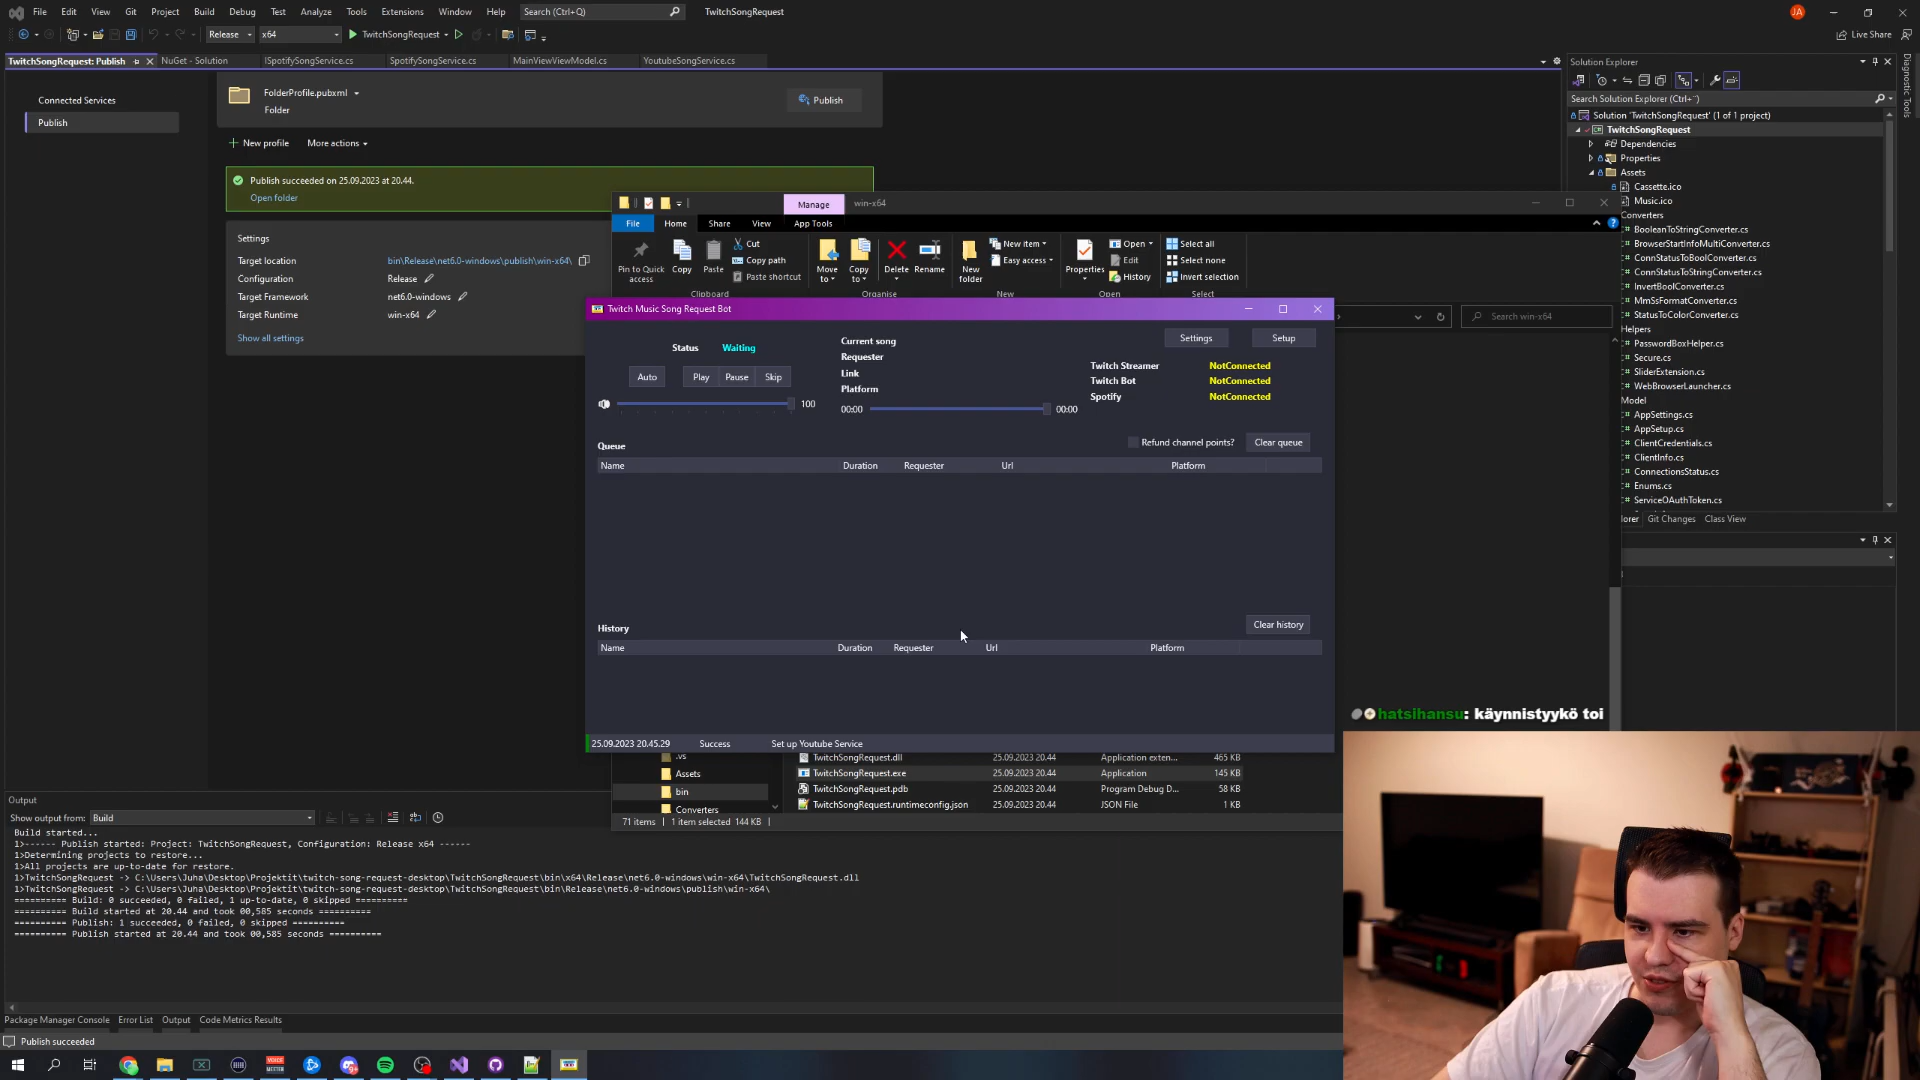 File Edit View Git Project Build Debug Test Analyze Tools Extensions Window Help Search (Ctrl+Q) TwitchSongRequest JA
Release x64 TwitchSongRequest Live Share
TwitchSongRequest: Publish NuGet - Solution ISpotifySongService.cs SpotifySongService.cs MainViewViewModel.cs YoutubeSongService.cs
Connected Services
Publish
FolderProfile.pubxml
Folder
Publish
New profile More actions
Publish succeeded on 25.09.2023 at 20.44.
Open folder
Settings
Target location bin\Release\net6.0-windows\publish\win-x64\
Configuration Release
Target Framework net6.0-windows
Target Runtime win-x64
Show all settings
Manage win-x64
File Home Share View App Tools
Pin to Quick access
Copy
Paste
Cut
Copy path
Paste shortcut
Move to
Copy to
Delete
Rename
New folder
New item
Easy access
Properties
Open
Edit
History
Select all
Select none
Invert selection
Clipboard Organise New Open Select
Search win-x64
Twitch Music Song Request Bot
Status Waiting
Auto Play Pause Skip
100
Current song
Requester
Link
Platform
00:00 00:00
Settings Setup
Twitch Streamer NotConnected
Twitch Bot NotConnected
Spotify NotConnected
Queue Refund channel points? Clear queue
Name Duration Requester Url Platform
History Clear history
Name Duration Requester Url Platform
25.09.2023 20.45.29 Success Set up Youtube Service
.vs
Assets
bin
Converters
TwitchSongRequest.dll 25.09.2023 20.44 Application exten... 465 KB
TwitchSongRequest.exe 25.09.2023 20.44 Application 145 KB
TwitchSongRequest.pdb 25.09.2023 20.44 Program Debug D... 58 KB
TwitchSongRequest.runtimeconfig.json 25.09.2023 20.44 JSON File 1 KB
71 items 1 item selected 144 KB
Solution Explorer
Search Solution Explorer (Ctrl+¨)
Solution 'TwitchSongRequest' (1 of 1 project)
TwitchSongRequest
Dependencies
Properties
Assets
Cassette.ico
Music.ico
Converters
BooleanToStringConverter.cs
BrowserStartInfoMultiConverter.cs
ConnStatusToBoolConverter.cs
ConnStatusToStringConverter.cs
InvertBoolConverter.cs
MmSsFormatConverter.cs
StatusToColorConverter.cs
Helpers
PasswordBoxHelper.cs
Secure.cs
SliderExtension.cs
WebBrowserLauncher.cs
Model
AppSettings.cs
AppSetup.cs
ClientCredentials.cs
ClientInfo.cs
ConnectionsStatus.cs
Enums.cs
ServiceOAuthToken.cs
lorer Git Changes Class View
Diagnostic Tools
hatsihansu: käynnistyykö toi
Output
Show output from: Build
Build started...
1>------ Publish started: Project: TwitchSongRequest, Configuration: Release x64 ------
1>Determining projects to restore...
1>All projects are up-to-date for restore.
1>TwitchSongRequest -> C:\Users\Juha\Desktop\Projektit\twitch-song-request-desktop\TwitchSongRequest\bin\x64\Release\net6.0-windows\win-x64\TwitchSongRequest.dll
1>TwitchSongRequest -> C:\Users\Juha\Desktop\Projektit\twitch-song-request-desktop\TwitchSongRequest\bin\Release\net6.0-windows\publish\win-x64\
========== Build: 0 succeeded, 0 failed, 1 up-to-date, 0 skipped ==========
========== Build started at 20.44 and took 00,585 seconds ==========
========== Publish: 1 succeeded, 0 failed, 0 skipped ==========
========== Publish started at 20.44 and took 00,585 seconds ==========
Package Manager Console Error List Output Code Metrics Results
Publish succeeded